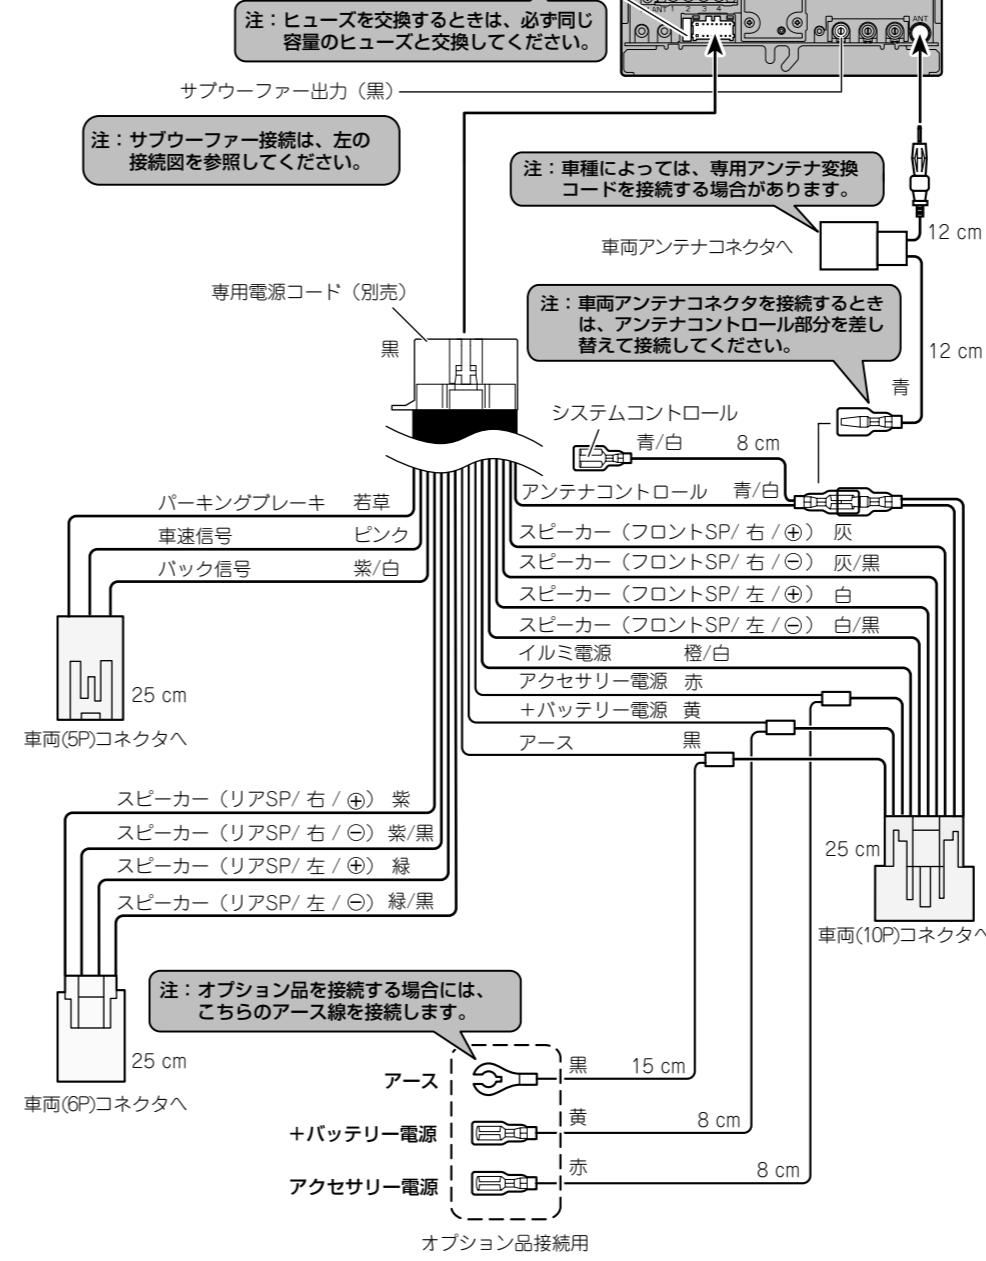 注：ヒューズを交換するときは、必ず同じ
容量のヒューズと交換してください。
ANT 1 2 3 4
ANT
サブウーファー出力（黒）
注：サブウーファー接続は、左の
接続図を参照してください。
注：車種によっては、専用アンテナ変換
コードを接続する場合があります。
12 cm
車両アンテナコネクタへ
専用電源コード（別売）
黒
注：車両アンテナコネクタを接続するとき
は、アンテナコントロール部分を差し
替えて接続してください。
12 cm
青
システムコントロール
青/白 8 cm
アンテナコントロール 青/白
パーキングブレーキ 若草
車速信号 ピンク
バック信号 紫/白
スピーカー（フロントSP/ 右 /⊕） 灰
スピーカー（フロントSP/ 右 /⊖） 灰/黒
スピーカー（フロントSP/ 左 /⊕） 白
スピーカー（フロントSP/ 左 /⊖） 白/黒
イルミ電源 橙/白
アクセサリー電源 赤
＋バッテリー電源 黄
アース 黒
25 cm
車両(5P)コネクタへ
スピーカー（リアSP/ 右 / ⊕） 紫
スピーカー（リアSP/ 右 / ⊖） 紫/黒
スピーカー（リアSP/ 左 / ⊕） 緑
スピーカー（リアSP/ 左 / ⊖） 緑/黒
25 cm
車両(10P)コネクタへ
注：オプション品を接続する場合には、
こちらのアース線を接続します。
25 cm
車両(6P)コネクタへ
アース
黒 15 cm
＋バッテリー電源
黄 8 cm
アクセサリー電源
赤 8 cm
オプション品接続用